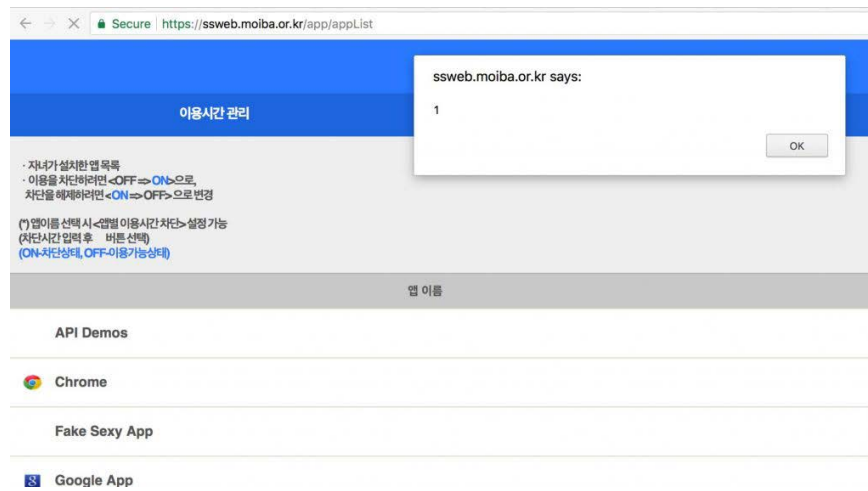 Secure | https://ssweb.moiba.or.kr/app/appList
ssweb.moiba.or.kr says:
1
OK
이용시간 관리
· 자녀가 설치한 앱 목록
· 이용을 차단하려면 <OFF => ON>으로,
차단을 해제하려면 <ON => OFF>으로 변경
(*) 앱이름 선택 시 <앱별 이용시간 차단> 설정 가능
(차단시간 입력 후 버튼 선택)
(ON-차단상태, OFF-이용가능상태)
앱 이름
API Demos
Chrome
Fake Sexy App
Google App